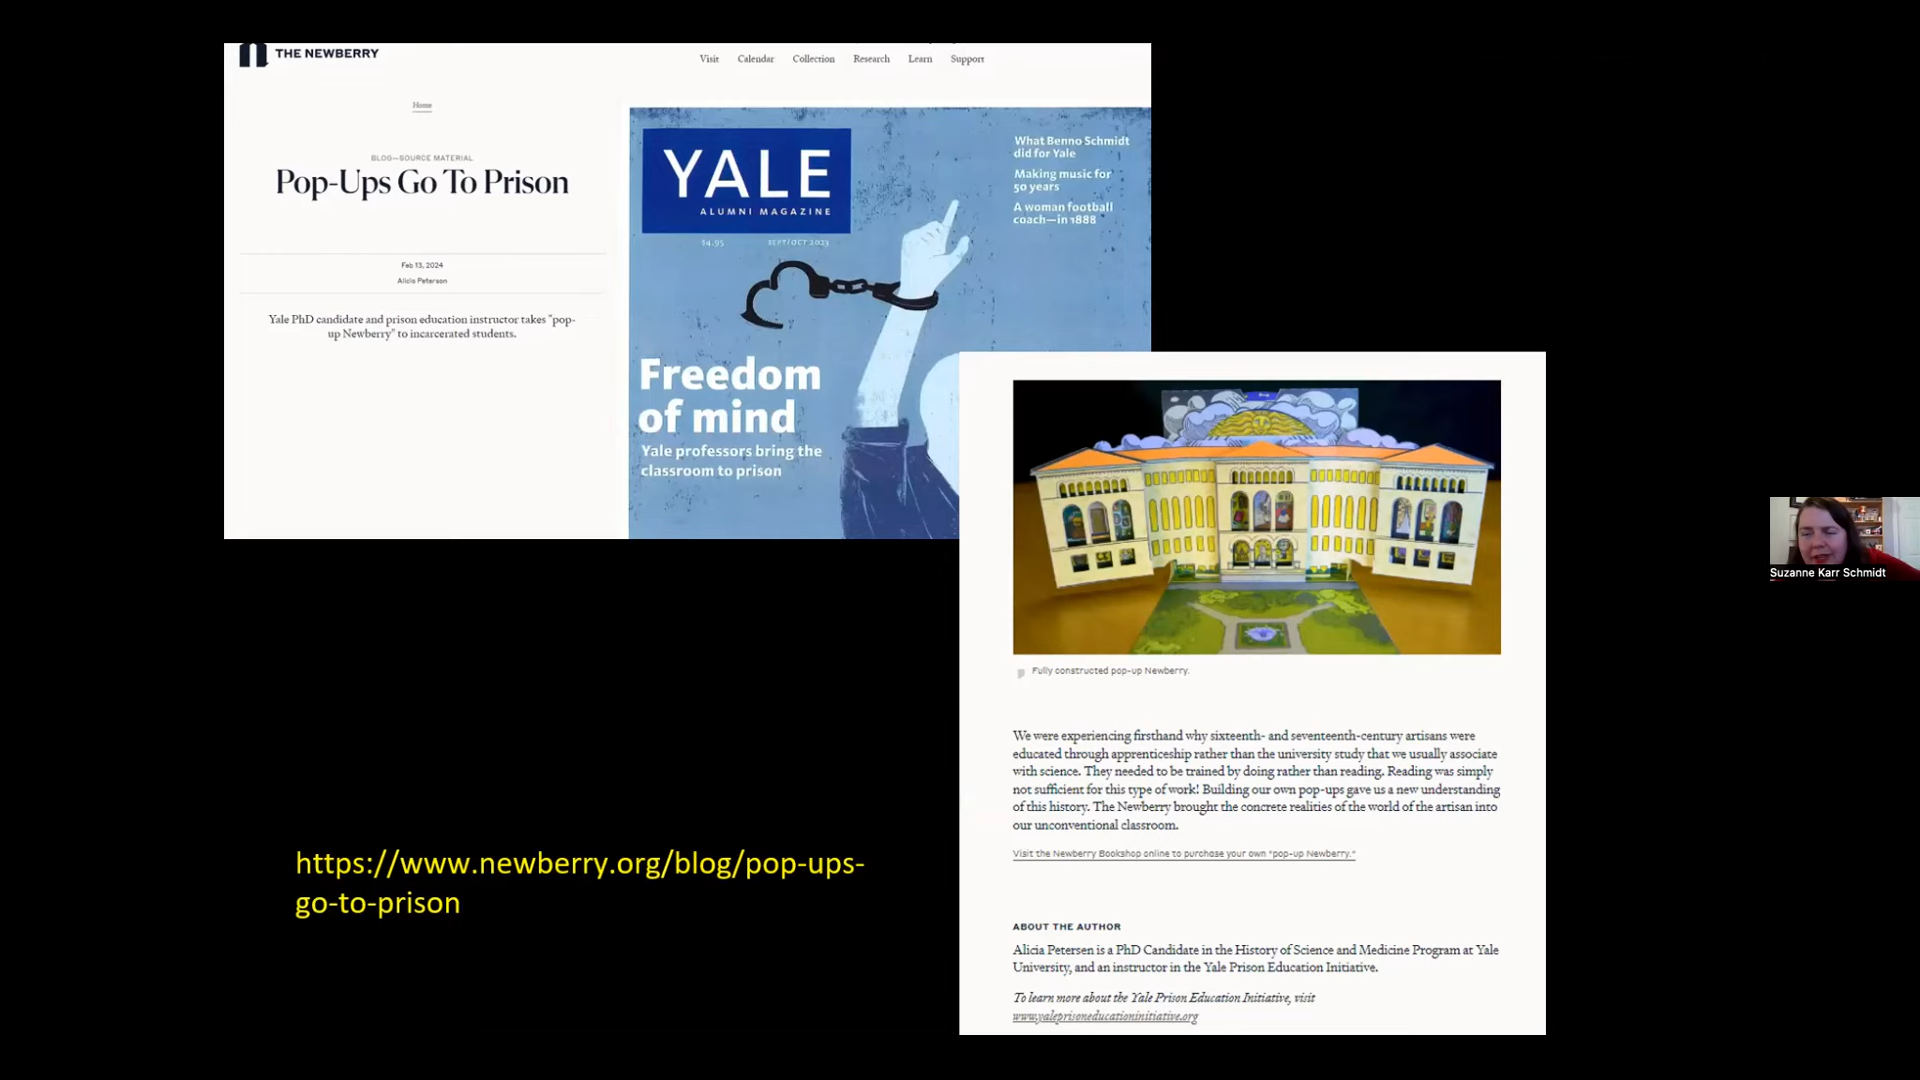 THE NEWBERRY
Visit Calendar Collection Research Learn Support
Home
BLOG—SOURCE MATERIAL
Pop-Ups Go To Prison
Feb 13, 2024
Alicia Peterson
Yale PhD candidate and prison education instructor takes "pop-
up Newberry" to incarcerated students.
YALE
ALUMNI MAGAZINE
$4.95 SEPT/OCT 2023
What Benno Schmidt
did for Yale
Making music for
50 years
A woman football
coach—in 1888
Freedom
of mind
Yale professors bring the
classroom to prison
Fully constructed pop-up Newberry.
We were experiencing firsthand why sixteenth- and seventeenth-century artisans were
educated through apprenticeship rather than the university study that we usually associate
with science. They needed to be trained by doing rather than reading. Reading was simply
not sufficient for this type of work! Building our own pop-ups gave us a new understanding
of this history. The Newberry brought the concrete realities of the world of the artisan into
our unconventional classroom.
Visit the Newberry Bookshop online to purchase your own "pop-up Newberry."
ABOUT THE AUTHOR
Alicia Petersen is a PhD Candidate in the History of Science and Medicine Program at Yale
University, and an instructor in the Yale Prison Education Initiative.
To learn more about the Yale Prison Education Initiative, visit
www.yaleprisoneducationinitiative.org
https://www.newberry.org/blog/pop-ups-
go-to-prison
Suzanne Karr Schmidt